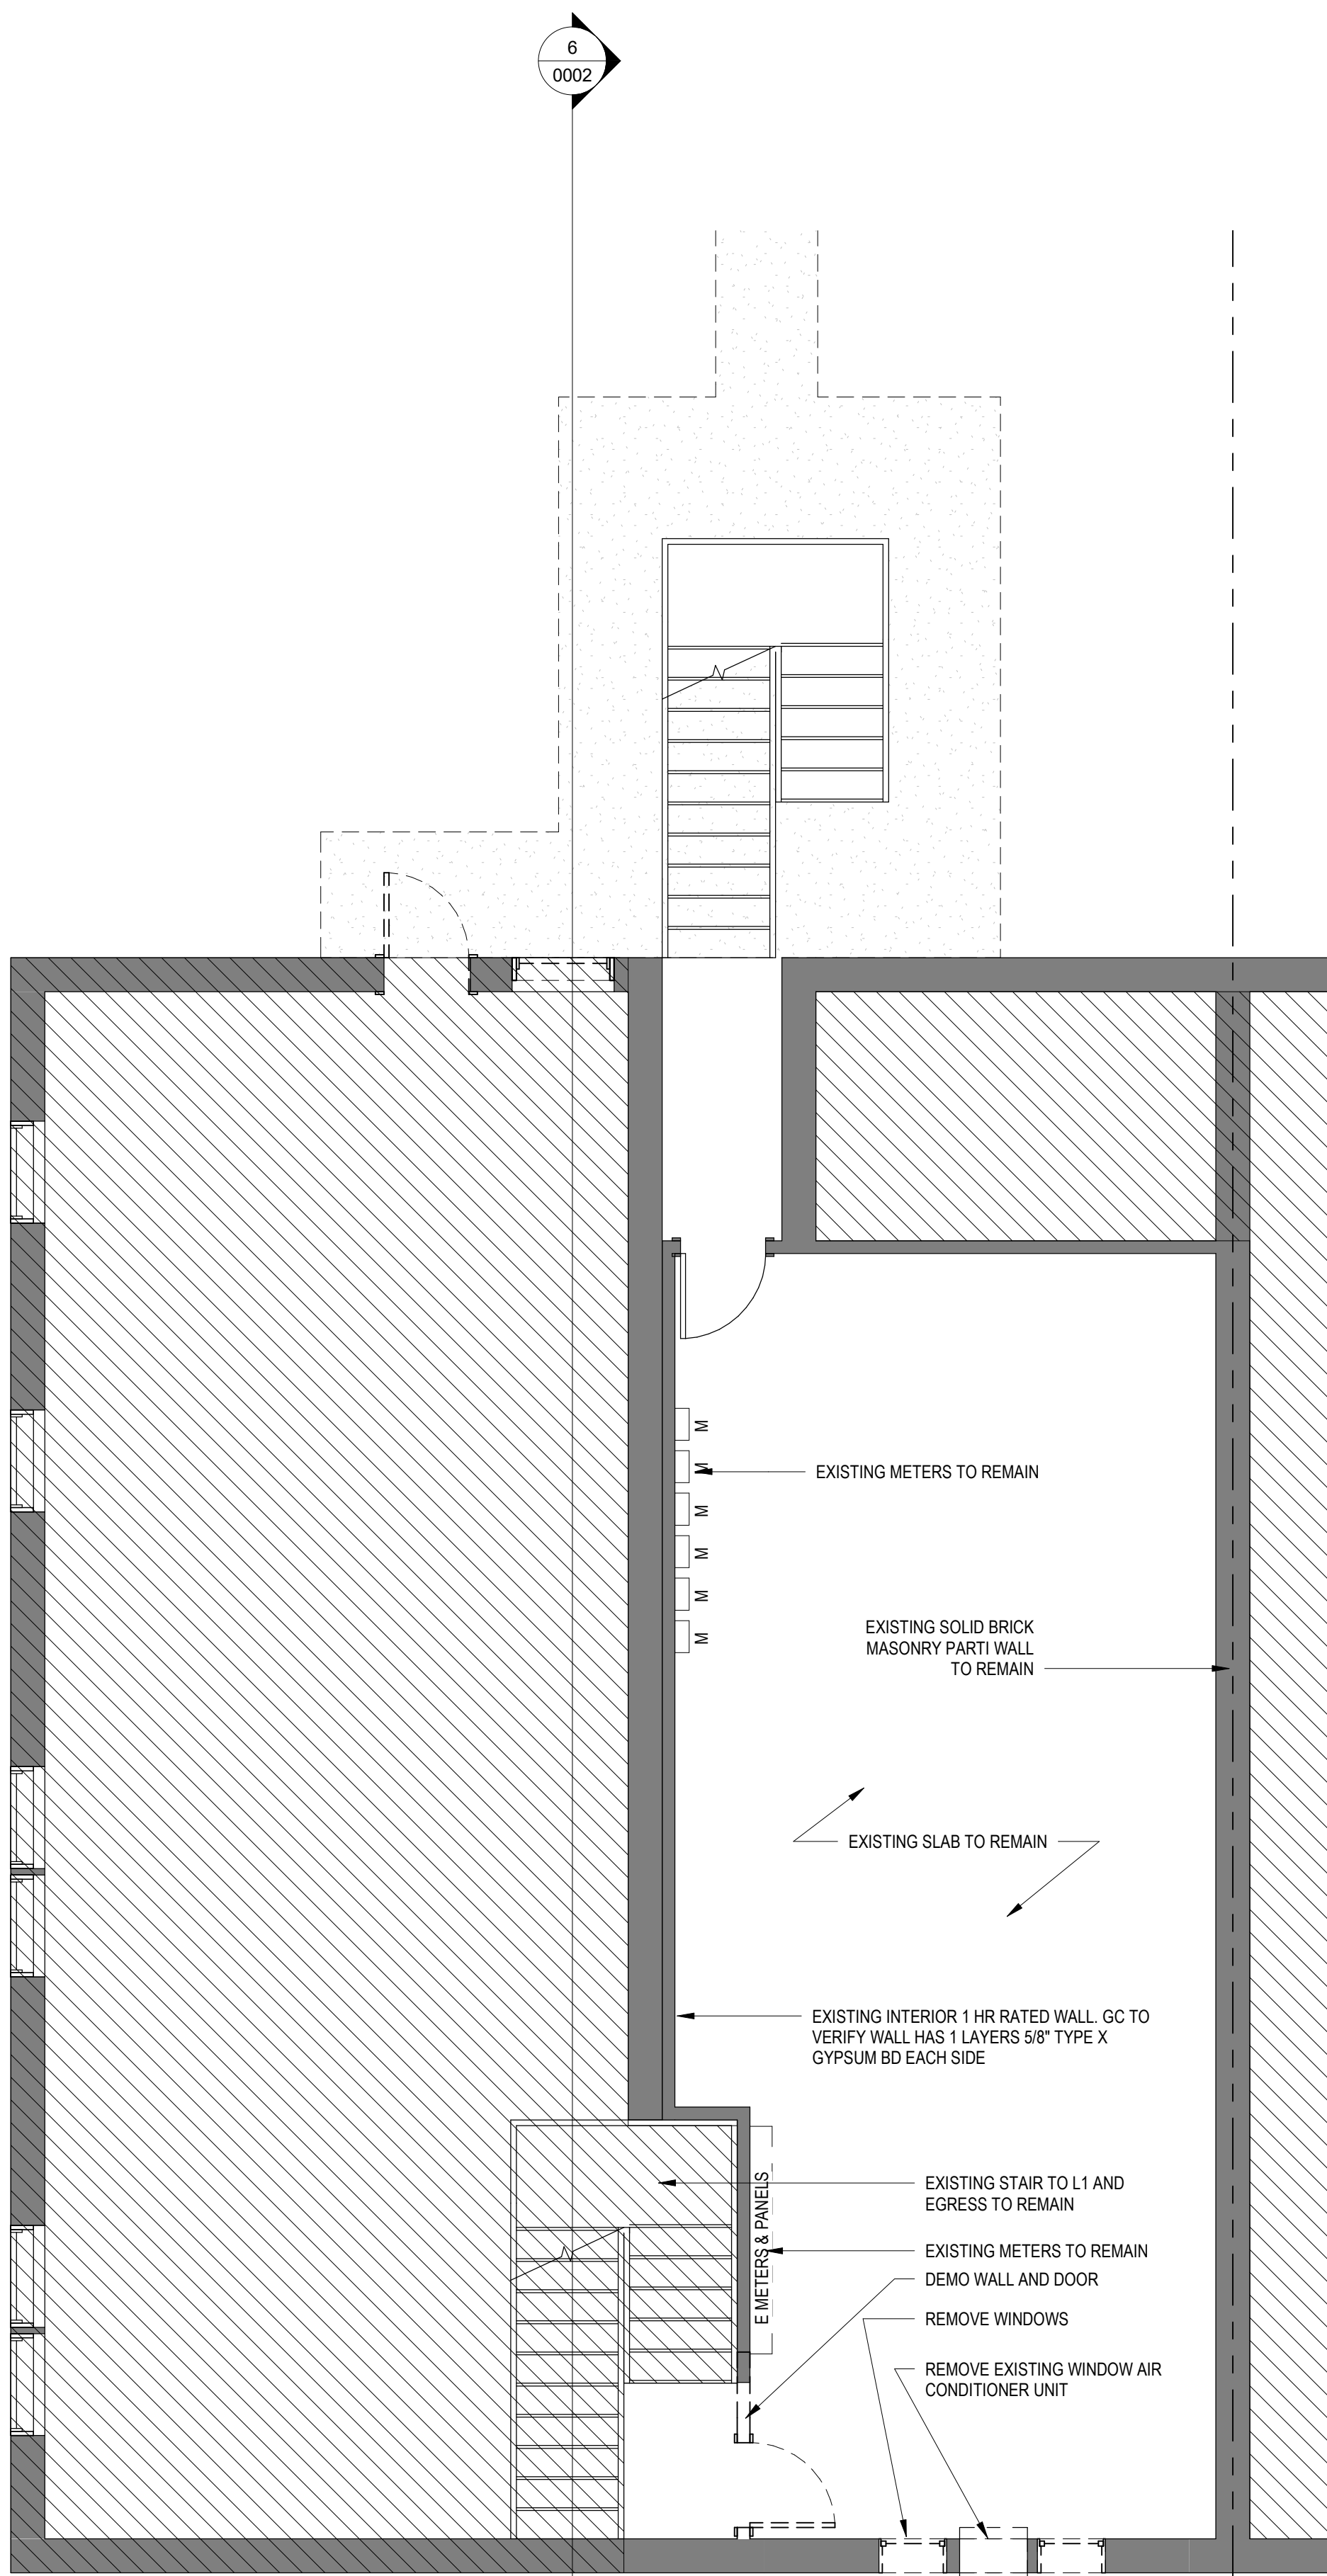 6
0002
M
M
EXISTING METERS TO REMAIN
M
M
M
M
EXISTING SOLID BRICK
MASONRY PARTI WALL
TO REMAIN
EXISTING SLAB TO REMAIN
EXISTING INTERIOR 1 HR RATED WALL. GC TO
VERIFY WALL HAS 1 LAYERS 5/8" TYPE X
GYPSUM BD EACH SIDE
E METERS & PANELS
EXISTING STAIR TO L1 AND
EGRESS TO REMAIN
EXISTING METERS TO REMAIN
DEMO WALL AND DOOR
REMOVE WINDOWS
REMOVE EXISTING WINDOW AIR
CONDITIONER UNIT